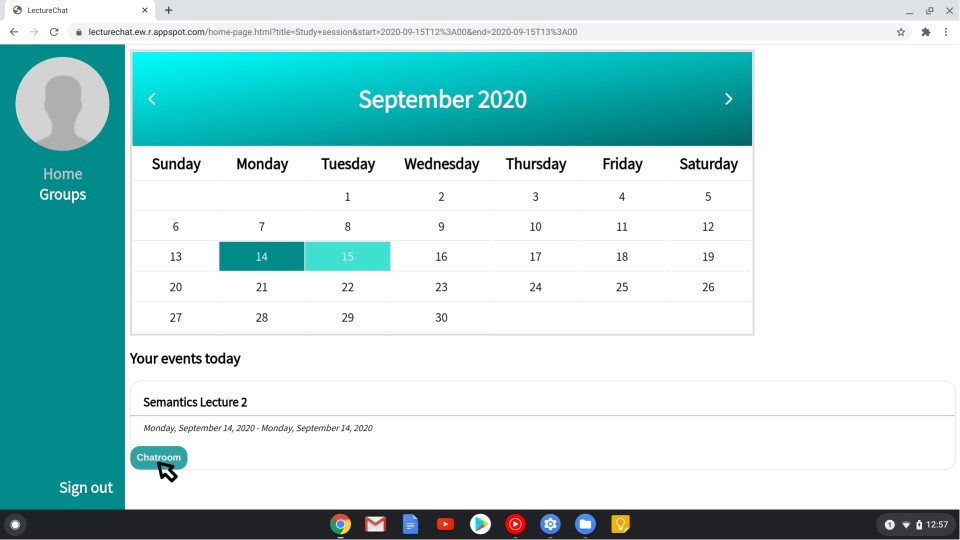 LectureChat
lecturechat.ew.r.appspot.com/home-page.html?title=Study+session&start=2020-09-15T12%3A00&end=2020-09-15T13%3A00
September 2020
Sunday Monday Tuesday Wednesday Thursday Friday Saturday
1 2 3 4 5
6 7 8 9 10 11 12
13 14 15 16 17 18 19
20 21 22 23 24 25 26
27 28 29 30
Home
Groups
Your events today
Semantics Lecture 2
Monday, September 14, 2020 - Monday, September 14, 2020
Chatroom
Sign out
1 12:57